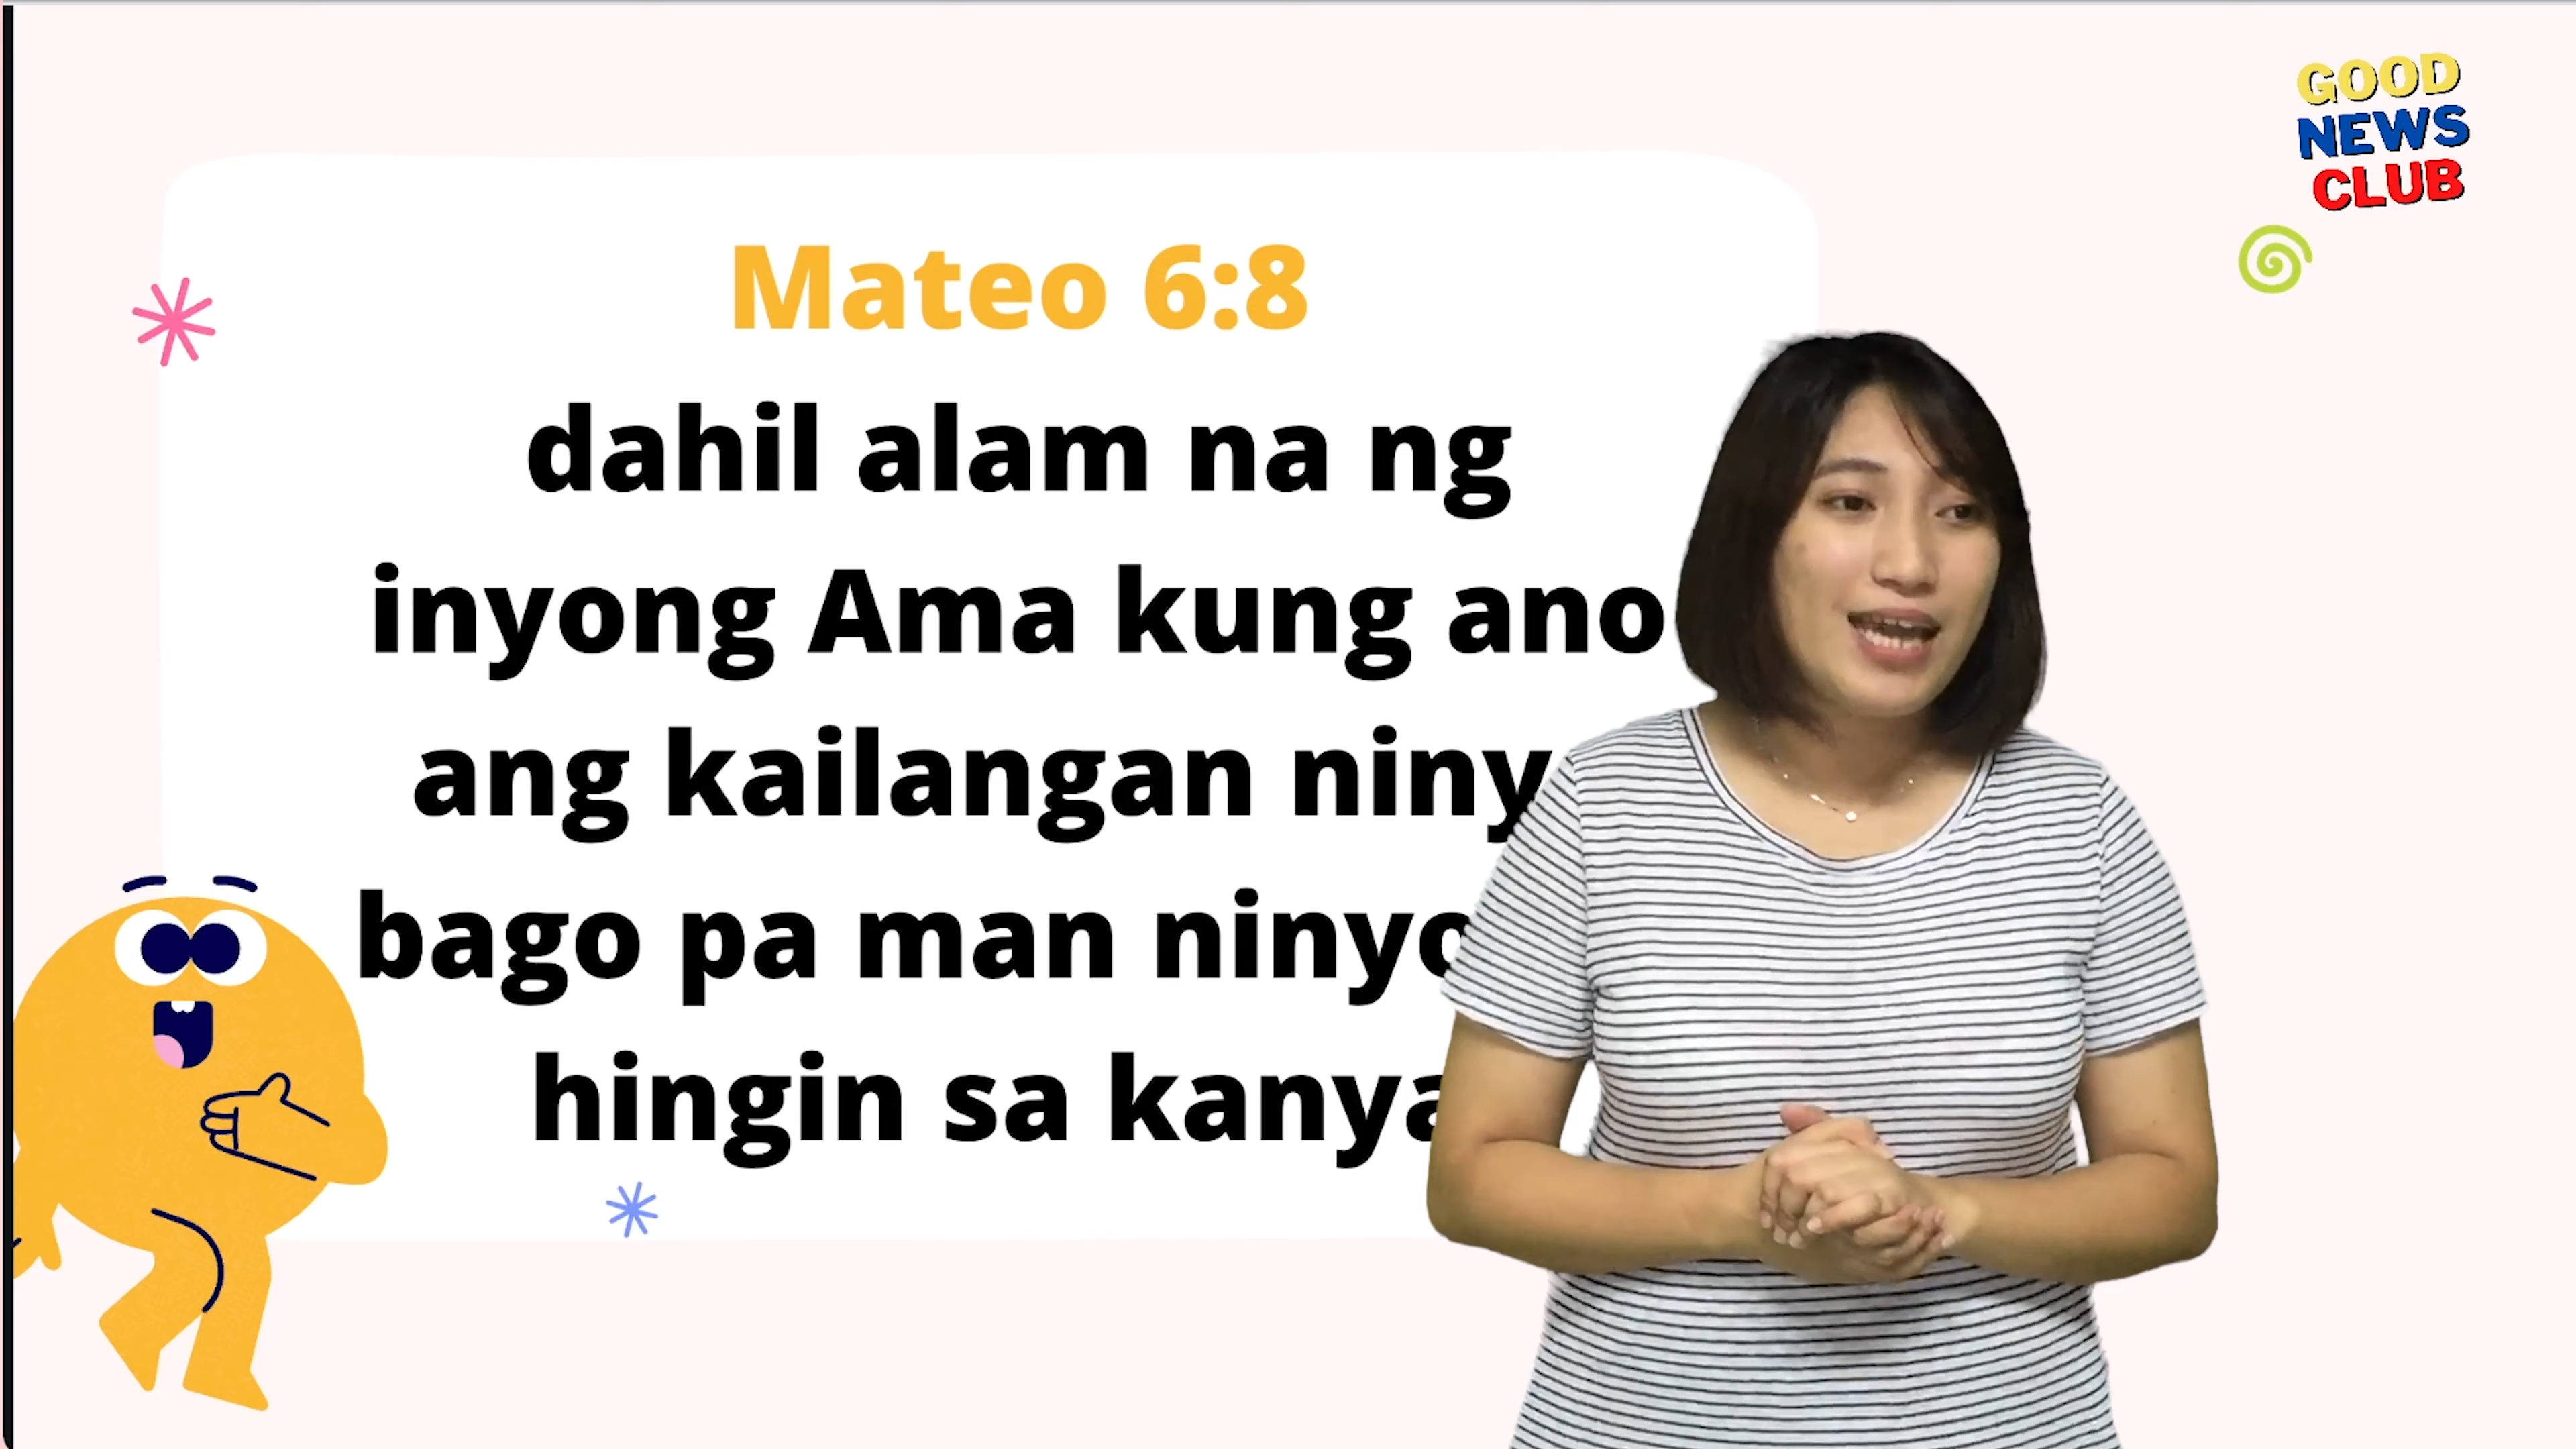 GOOD
NEWS
CLUB
Mateo 6:8
dahil alam na ng
inyong Ama kung ano
ang kailangan niny
bago pa man ninyo
hingin sa kanya